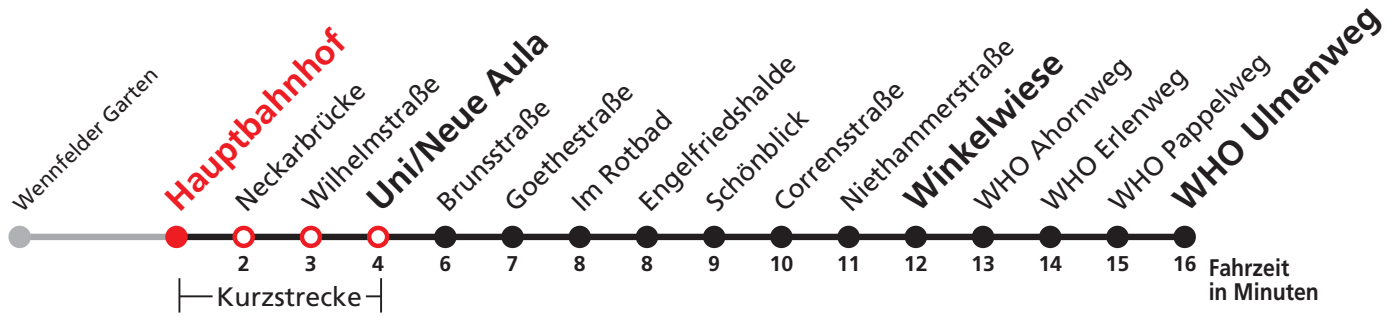 Wennfelder Garten
Hauptbahnhof
Neckarbrücke
Wilhelmstraße
Uni/Neue Aula
Brunsstraße
Goethestraße
Im Rotbad
Engelfriedshalde
Schönblick
Corrensstraße
Niethammerstraße
Winkelwiese
WHO Ahornweg
WHO Erlenweg
WHO Pappelweg
WHO Ulmenweg
2 3 4 6 7 8 8 9 10 11 12 13 14 15 16 Fahrzeit
in Minuten
Kurzstrecke